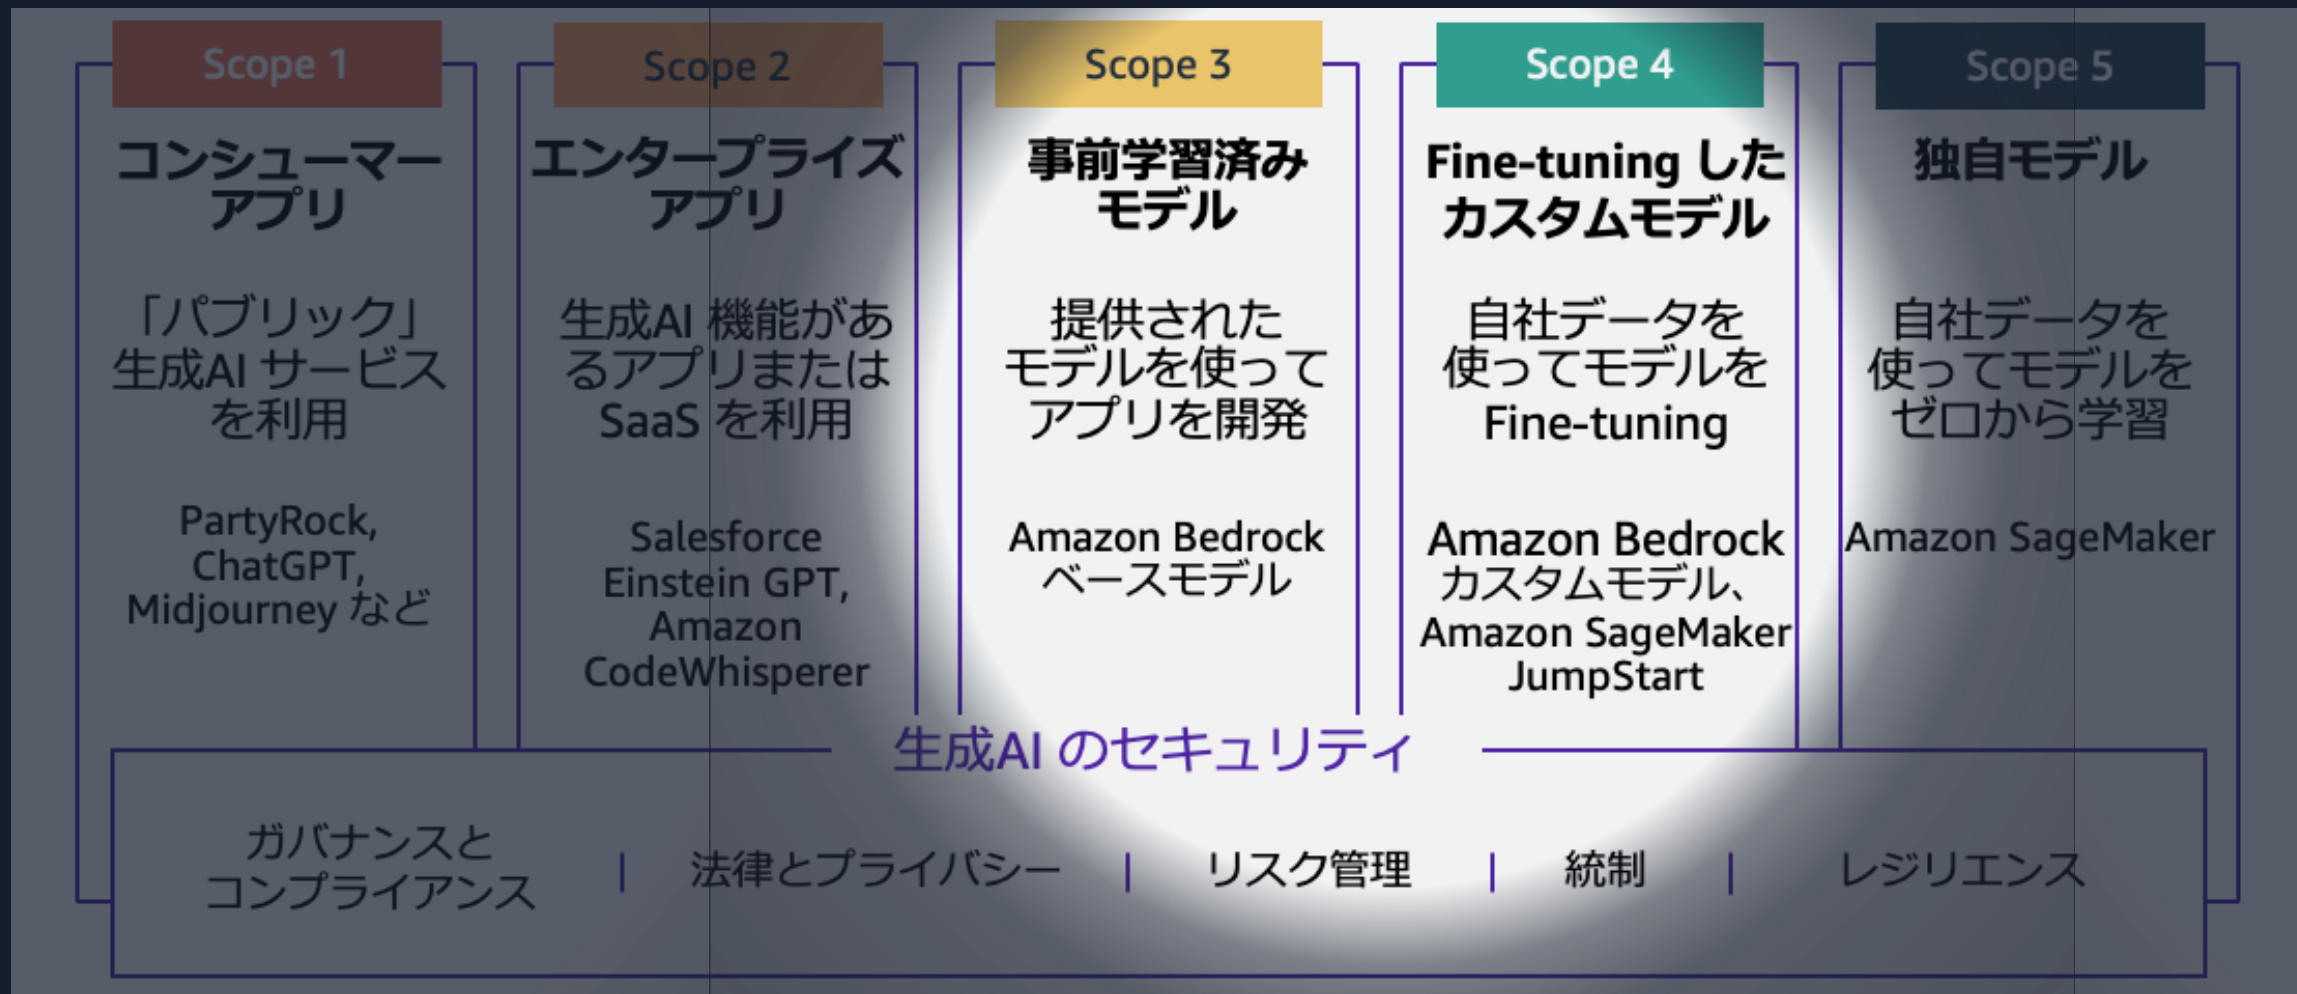 Scope 1
コンシューマー
アプリ
「パブリック」
生成AI サービス
を利用
PartyRock,
ChatGPT,
Midjourney など
Scope 2
エンタープライズ
アプリ
生成AI 機能があ
るアプリまたは
SaaS を利用
Salesforce
Einstein GPT,
Amazon
CodeWhisperer
Scope 3
事前学習済み
モデル
提供された
モデルを使って
アプリを開発
Amazon Bedrock
ベースモデル
Scope 4
Fine-tuning した
カスタムモデル
自社データを
使ってモデルを
Fine-tuning
Amazon Bedrock
カスタムモデル、
Amazon SageMaker
JumpStart
Scope 5
独自モデル
自社データを
使ってモデルを
ゼロから学習
Amazon SageMaker
生成AI のセキュリティ
ガバナンスと
コンプライアンス
法律とプライバシー
リスク管理
統制
レジリエンス